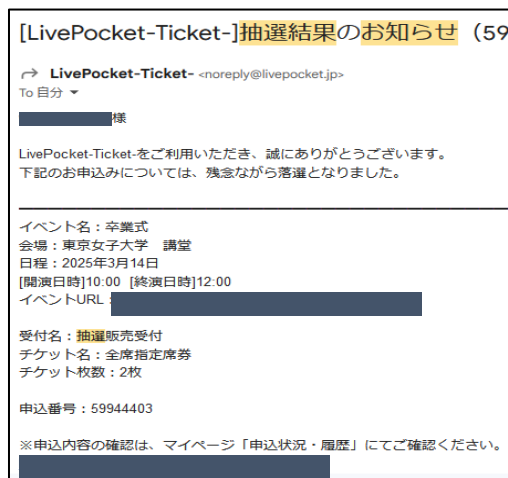 [LivePocket-Ticket-]抽選結果のお知らせ（59
LivePocket-Ticket- <noreply@livepocket.jp>
To 自分
様
LivePocket-Ticket-をご利用いただき、誠にありがとうございます。
下記のお申込みについては、残念ながら落選となりました。
イベント名：卒業式
会場：東京女子大学　講堂
日程：2025年3月14日
[開演日時]10:00 [終演日時]12:00
イベントURL：
受付名：抽選販売受付
チケット名：全席指定席券
チケット枚数：2枚
申込番号：59944403
※申込内容の確認は、マイページ「申込状況・履歴」にてご確認ください。